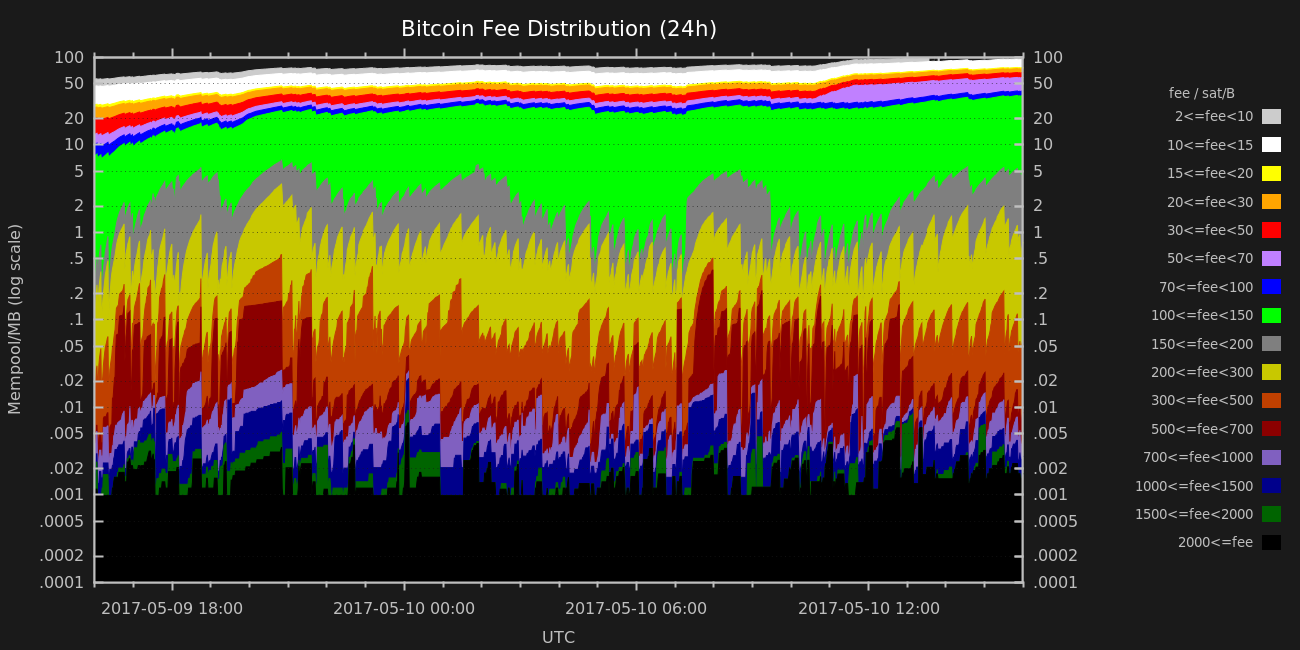 Bitcoin Fee Distribution (24h)
100 100
50 50
20 20
10 10
5 5
2 2
1 1
.5 .5
.2 .2
.1 .1
.05 .05
.02 .02
.01 .01
.005 .005
.002 .002
.001 .001
.0005 .0005
.0002 .0002
.0001 .0001
Mempool/MB (log scale)
2017-05-09 18:00 2017-05-10 00:00 2017-05-10 06:00 2017-05-10 12:00
UTC
fee / sat/B
2<=fee<10
10<=fee<15
15<=fee<20
20<=fee<30
30<=fee<50
50<=fee<70
70<=fee<100
100<=fee<150
150<=fee<200
200<=fee<300
300<=fee<500
500<=fee<700
700<=fee<1000
1000<=fee<1500
1500<=fee<2000
2000<=fee